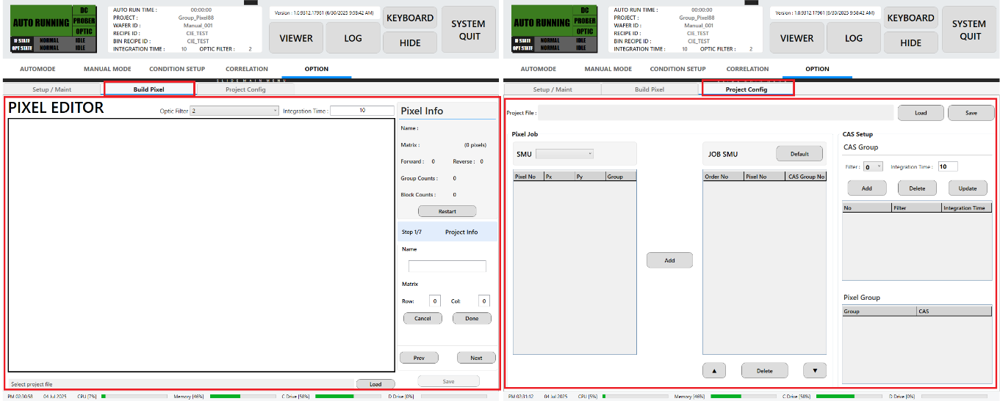 AUTO RUNNING
DC
PROBER
OPTIC
IF STATE NORMAL IDLE
OPT STATE NORMAL IDLE
AUTO RUN TIME : 00:00:00
PROJECT : Group_Pixel88
WAFER ID : Manual_001
RECIPE ID : CIE_TEST
BIN RECIPE ID : CIE_TEST
INTEGRATION TIME : 10 OPTIC FILTER : 2
Version : 1.0.9312.17961 (6/30/2025 9:58:42 AM)
VIEWER
LOG
KEYBOARD
HIDE
SYSTEM
QUIT
AUTOMODE MANUAL MODE CONDITION SETUP CORRELATION OPTION
SLIDE MAIN MENU
Setup / Maint Build Pixel Project Config
PIXEL EDITOR
Optic Filter 2 Integration Time : 10
Pixel Info
Name :
Matrix : (0 pixels)
Forward : 0 Reverse : 0
Group Counts : 0
Block Counts : 0
Restart
Step 1/7 Project Info
Name
Matrix
Row: 0 Col: 0
Cancel Done
Prev Next
Save
Select project file Load
PM 02:30:58 04 Jul 2025 CPU [7%] Memory [46%] C Drive [58%] D Drive [0%]
AUTO RUNNING
DC
PROBER
OPTIC
IF STATE NORMAL IDLE
OPT STATE NORMAL IDLE
AUTO RUN TIME : 00:00:00
PROJECT : Group_Pixel88
WAFER ID : Manual_001
RECIPE ID : CIE_TEST
BIN RECIPE ID : CIE_TEST
INTEGRATION TIME : 10 OPTIC FILTER : 2
Version : 1.0.9312.17961 (6/30/2025 9:58:42 AM)
VIEWER
LOG
KEYBOARD
HIDE
SYSTEM
QUIT
AUTOMODE MANUAL MODE CONDITION SETUP CORRELATION OPTION
SLIDE MAIN MENU
Setup / Maint Build Pixel Project Config
Project File : Load Save
Pixel Job
SMU
Pixel No Px Py Group
Add
JOB SMU Default
Order No Pixel No CAS Group No
▲ Delete ▼
CAS Setup
CAS Group
Filter : 0 Integration Time : 10
Add Delete Update
No Filter Integration Time
Pixel Group
Group CAS
PM 02:31:12 04 Jul 2025 CPU [5%] Memory [46%] C Drive [58%] D Drive [0%]